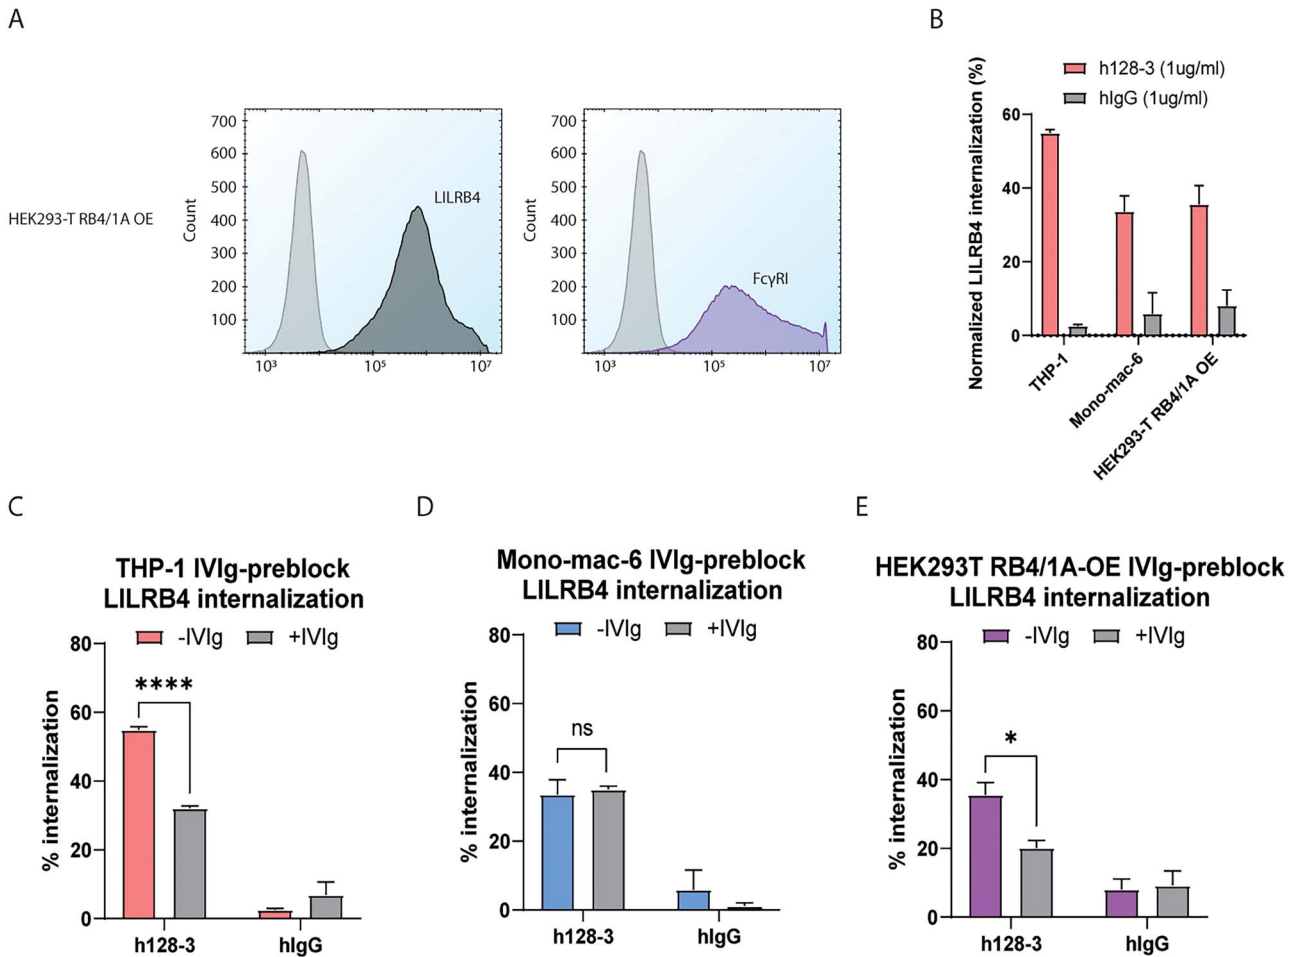 A
HEK293-T RB4/1A OE
Count
700
600
500
400
300
200
100
LILRB4
10³
10⁵
10⁷
Count
700
600
500
400
300
200
100
FcγRI
10³
10⁵
10⁷
B
h128-3 (1ug/ml)
hIgG (1ug/ml)
Normalized LILRB4 internalization (%)
60
40
20
0
THP-1
Mono-mac-6
HEK293-T RB4/1A OE
C
THP-1 IVIg-preblock
LILRB4 internalization
-IVIg +IVIg
% internalization
80
60
40
20
0
****
h128-3 hIgG
D
Mono-mac-6 IVIg-preblock
LILRB4 internalization
-IVIg +IVIg
% internalization
80
60
40
20
0
ns
h128-3 hIgG
E
HEK293T RB4/1A-OE IVIg-preblock
LILRB4 internalization
-IVIg +IVIg
% internalization
80
60
40
20
0
*
h128-3 hIgG